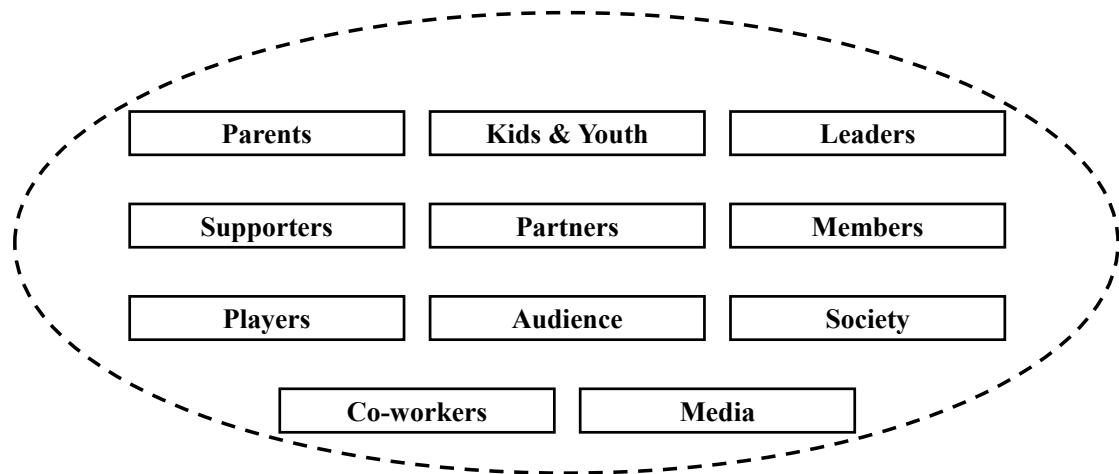 Parents
Kids & Youth
Leaders
Supporters
Partners
Members
Players
Audience
Society
Co-workers
Media